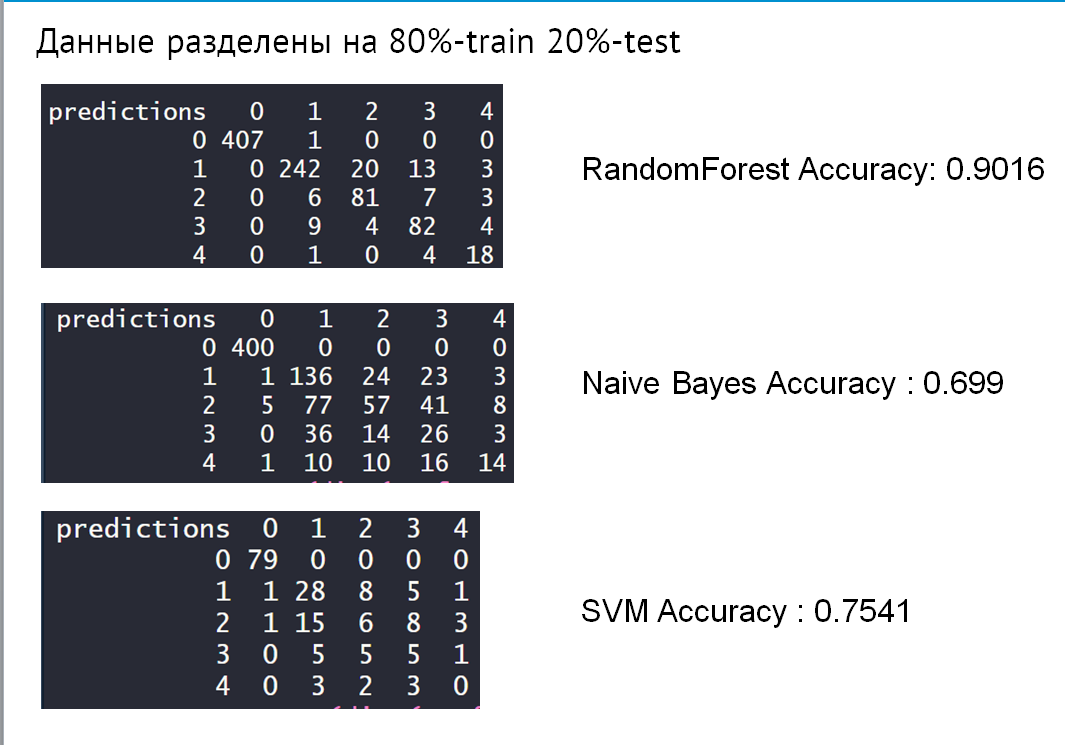 Данные разделены на 80%-train 20%-test
predictions 0 1 2 3 4
0 407 1 0 0 0
1 0 242 20 13 3
2 0 6 81 7 3
3 0 9 4 82 4
4 0 1 0 4 18
RandomForest Accuracy: 0.9016
predictions 0 1 2 3 4
0 400 0 0 0 0
1 1 136 24 23 3
2 5 77 57 41 8
3 0 36 14 26 3
4 1 10 10 16 14
Naive Bayes Accuracy : 0.699
predictions 0 1 2 3 4
0 79 0 0 0 0
1 1 28 8 5 1
2 1 15 6 8 3
3 0 5 5 5 1
4 0 3 2 3 0
SVM Accuracy : 0.7541